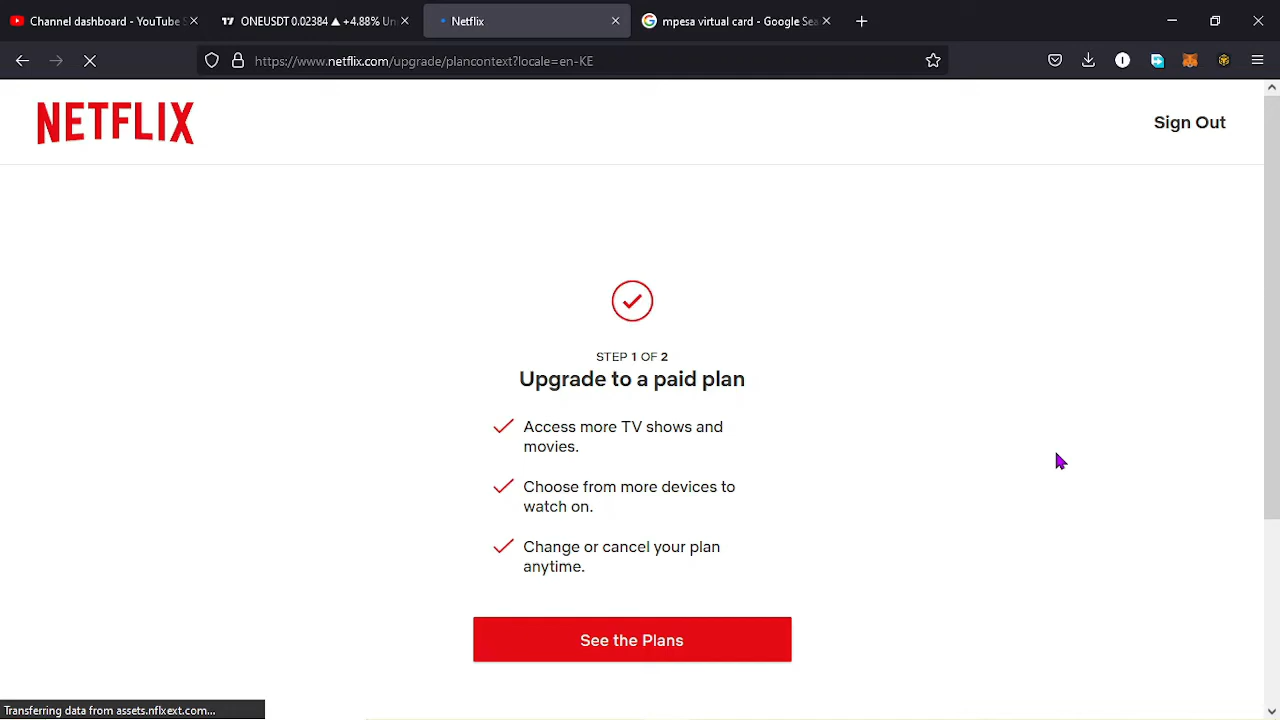 Channel dashboard - YouTube S
ONEUSDT 0.02384 ▲ +4.88% Un
Netflix
mpesa virtual card - Google Sea
https://www.netflix.com/upgrade/plancontext?locale=en-KE
NETFLIX
Sign Out
STEP 1 OF 2
Upgrade to a paid plan
Access more TV shows and
movies.
Choose from more devices to
watch on.
Change or cancel your plan
anytime.
See the Plans
Transferring data from assets.nflxext.com...